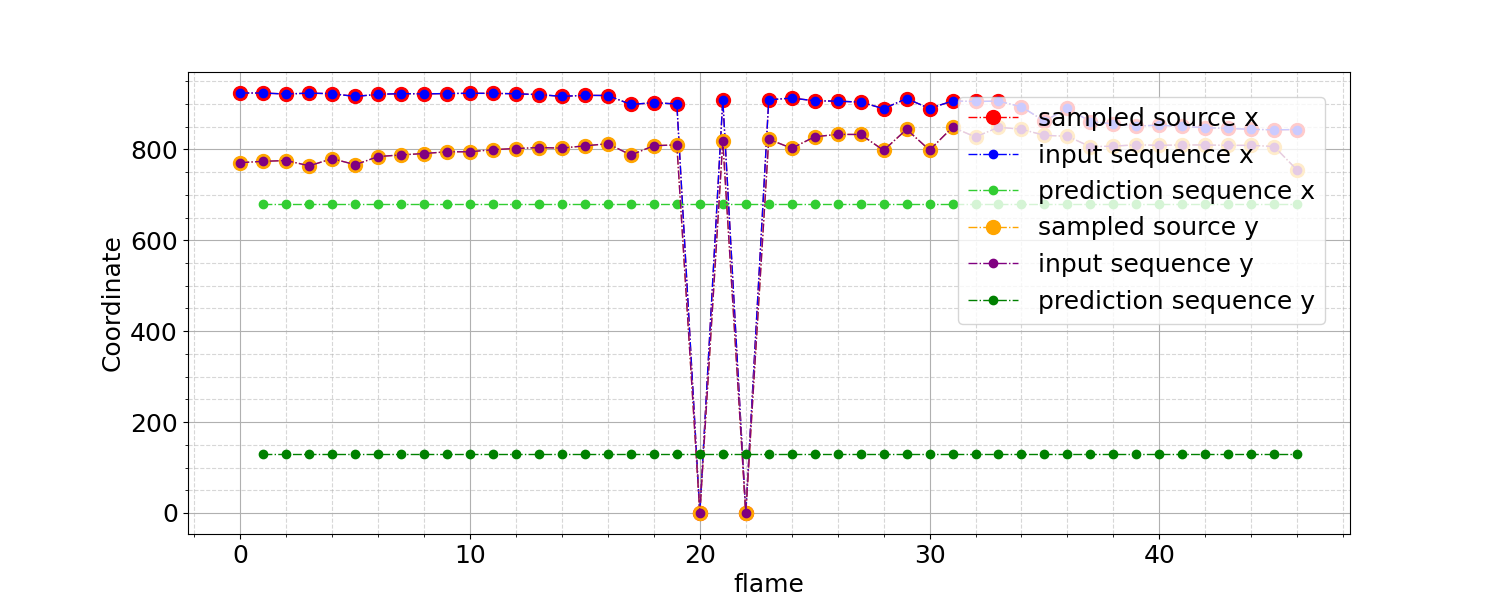 Coordinate
800
600
400
200
0
0
10
20
30
40
flame
sampled source x
input sequence x
prediction sequence x
sampled source y
input sequence y
prediction sequence y